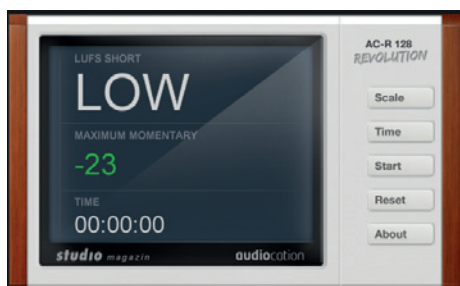 LUFS SHORT
LOW
MAXIMUM MOMENTARY
-23
TIME
00:00:00
studio magazin
audiocation
AC-R 128
REVOLUTION
Scale
Time
Start
Reset
About